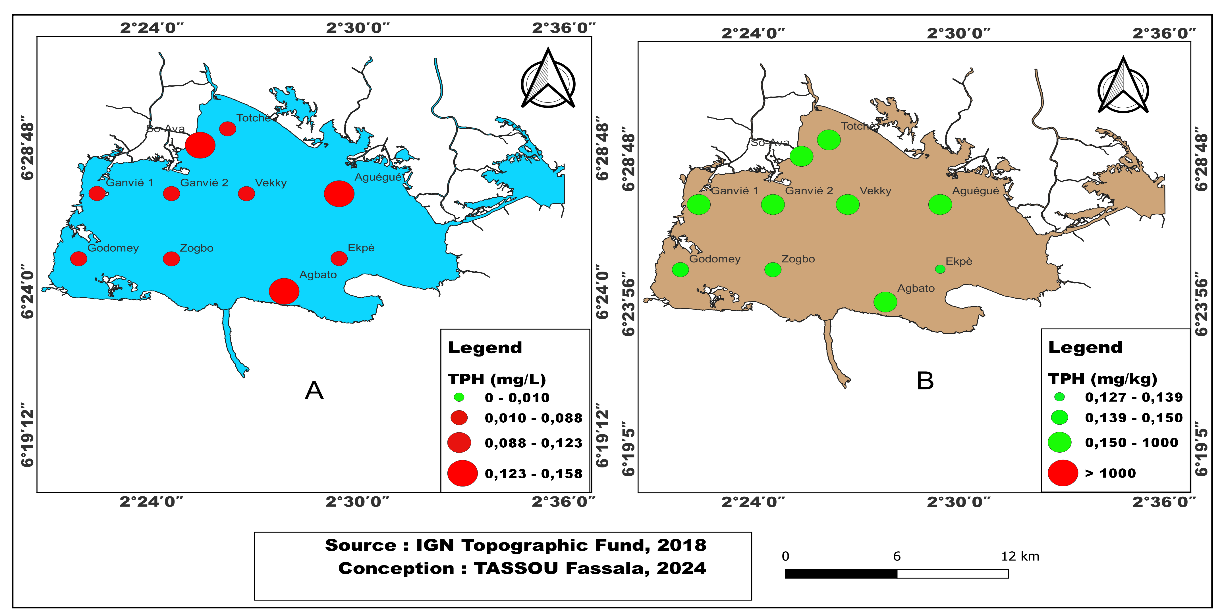 2°24′0″ 2°30′0″ 2°36′0″
6°28′48″
6°24′0″
6°19′12″
So-Ava
Totchè
Ganvié 1
Ganvié 2
Vekky
Aguégué
Godomey
Zogbo
Ekpè
Agbato
A
Legend
TPH (mg/L)
0 - 0,010
0,010 - 0,088
0,088 - 0,123
0,123 - 0,158
6°28′48″
6°24′0″
6°19′12″
2°24′0″ 2°30′0″ 2°36′0″
2°24′0″ 2°30′0″ 2°36′0″
6°28′48″
6°23′56″
6°19′5″
So-Ava
Totchè
Ganvié 1
Ganvié 2
Vekky
Aguégué
Godomey
Zogbo
Ekpè
Agbato
B
Legend
TPH (mg/kg)
0,127 - 0,139
0,139 - 0,150
0,150 - 1000
> 1000
6°28′48″
6°23′56″
6°19′5″
2°24′0″ 2°30′0″ 2°36′0″
Source : IGN Topographic Fund, 2018
Conception : TASSOU Fassala, 2024
0 6 12 km